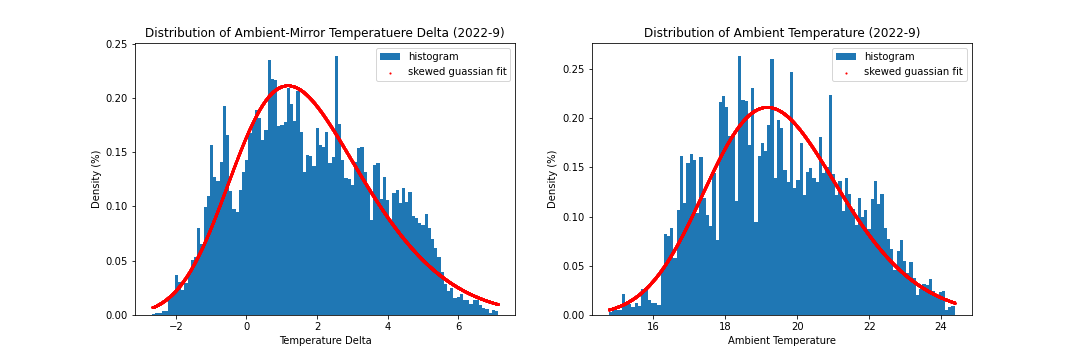 Distribution of Ambient-Mirror Temperatuere Delta (2022-9)
histogram
skewed guassian fit
Density (%)
0.25
0.20
0.15
0.10
0.05
0.00
−2
0
2
4
6
Temperature Delta
Distribution of Ambient Temperature (2022-9)
histogram
skewed guassian fit
Density (%)
0.25
0.20
0.15
0.10
0.05
0.00
16
18
20
22
24
Ambient Temperature